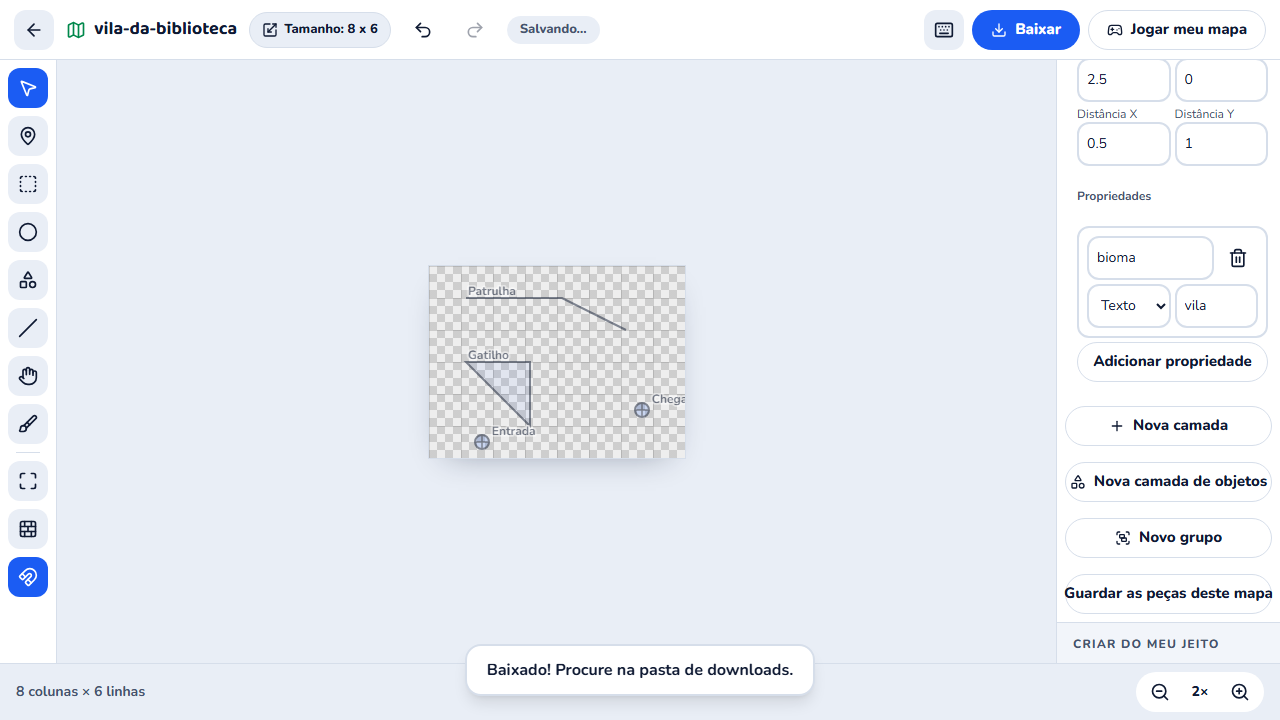 vila-da-biblioteca
Tamanho: 8 x 6
Salvando...
Baixar
Jogar meu mapa
2.5
0
Distância X
Distância Y
0.5
1
Propriedades
bioma
Texto
vila
Adicionar propriedade
Nova camada
Nova camada de objetos
Novo grupo
Guardar as peças deste mapa
CRIAR DO MEU JEITO
Patrulha
Gatilho
Chega
Entrada
Baixado! Procure na pasta de downloads.
8 colunas × 6 linhas
2×